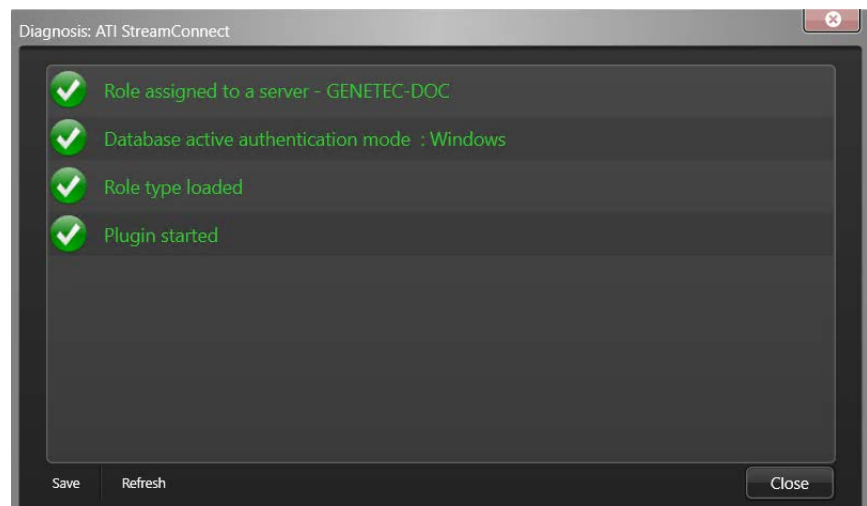 Diagnosis: ATI StreamConnect
Role assigned to a server - GENETEC-DOC
Database active authentication mode : Windows
Role type loaded
Plugin started
Save Refresh Close